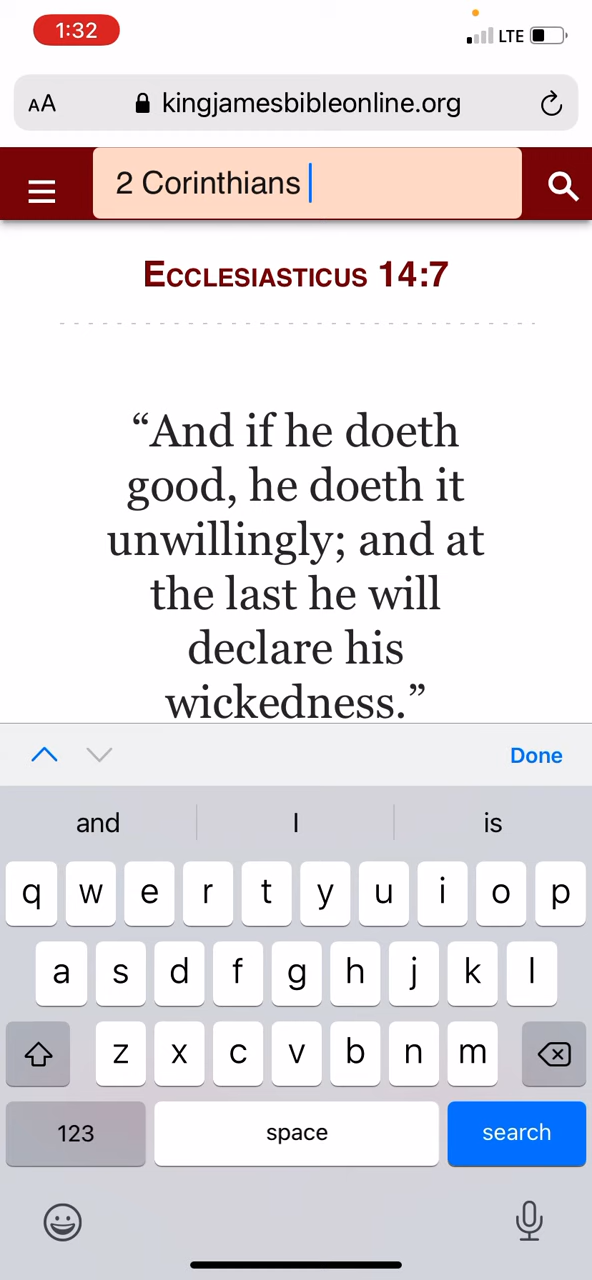 1:32 LTE
AA kingjamesbibleonline.org
2 Corinthians
Ecclesiasticus 14:7
“And if he doeth
good, he doeth it
unwillingly; and at
the last he will
declare his
wickedness.”
Done
and I is
q w e r t y u i o p
a s d f g h j k l
z x c v b n m
123 space search